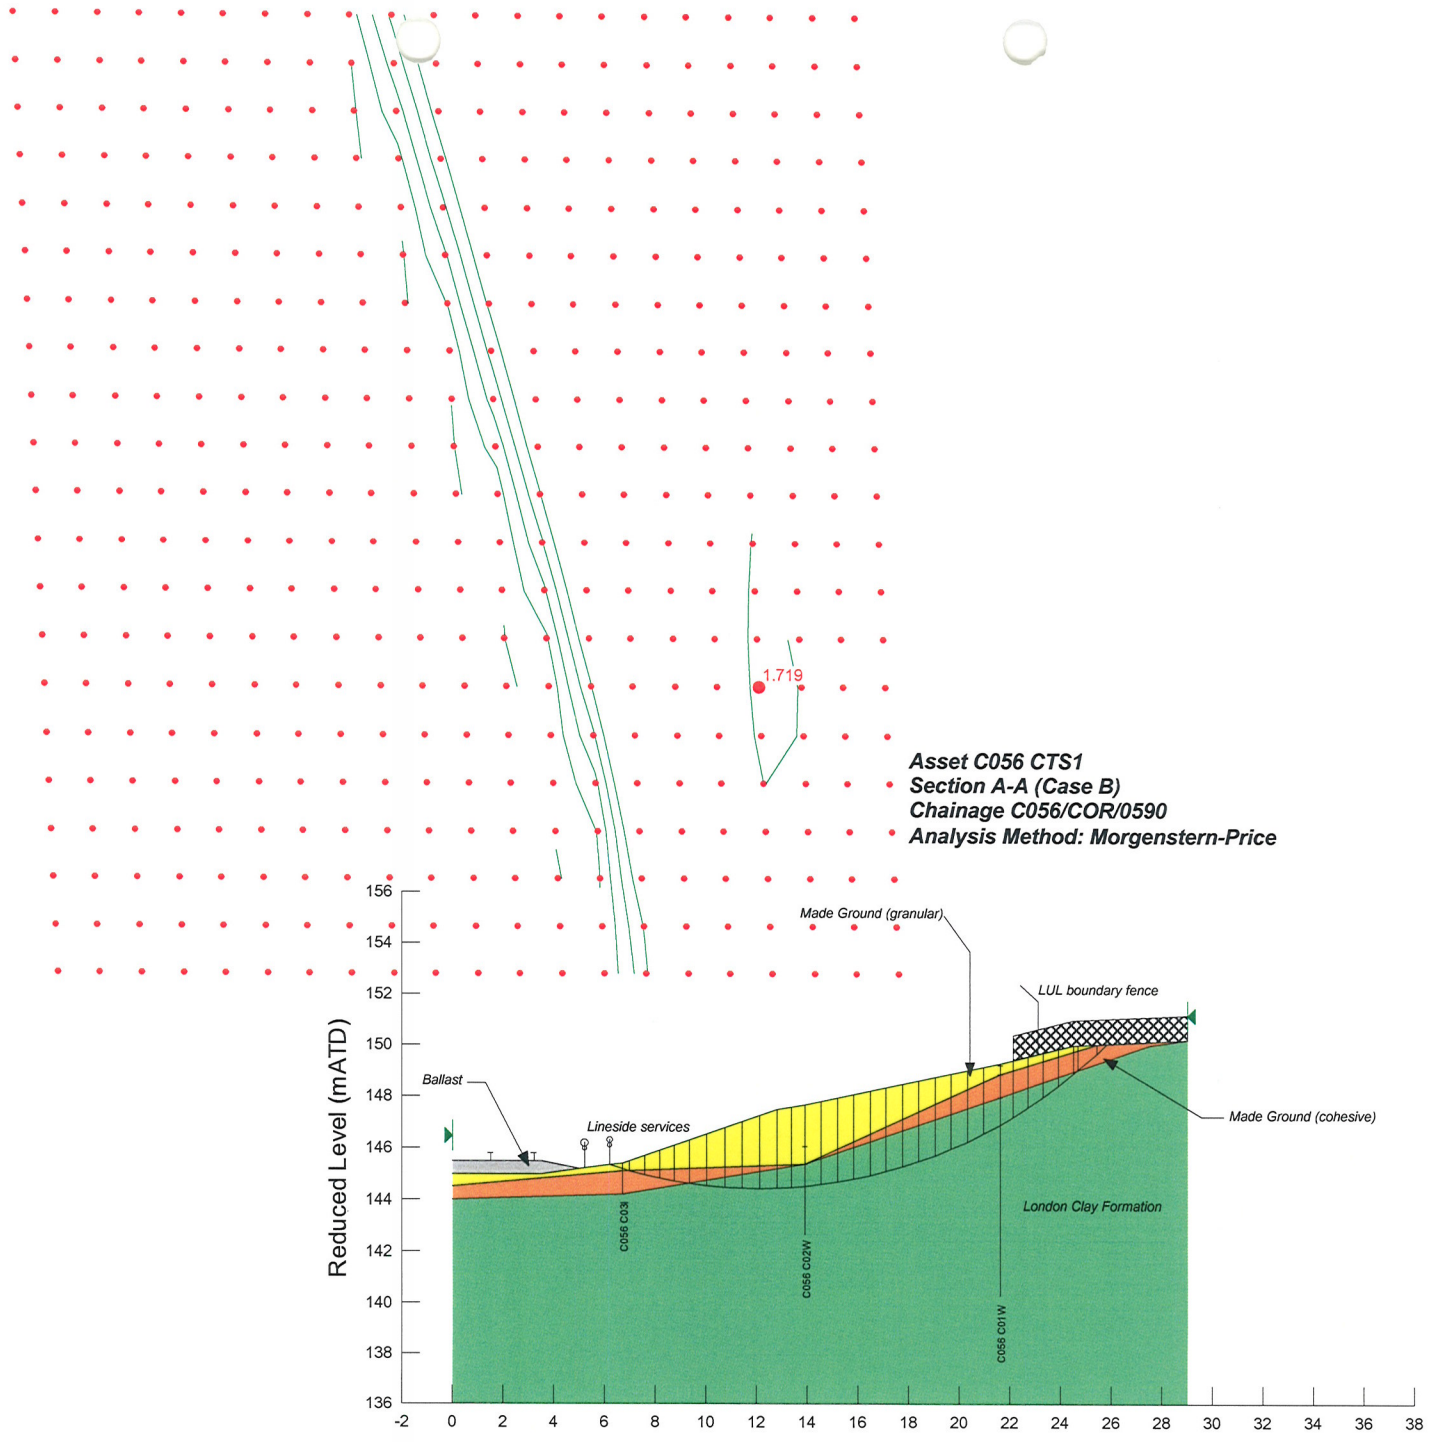 1.719
Asset C056 CTS1
Section A-A (Case B)
Chainage C056/COR/0590
Analysis Method: Morgenstern-Price
156
154
152
150
148
146
144
142
140
138
136
Reduced Level (mATD)
Made Ground (granular)
LUL boundary fence
Ballast
Lineside services
Made Ground (cohesive)
London Clay Formation
C056 C03I
C056 C02W
C056 C01W
-2 0 2 4 6 8 10 12 14 16 18 20 22 24 26 28 30 32 34 36 38